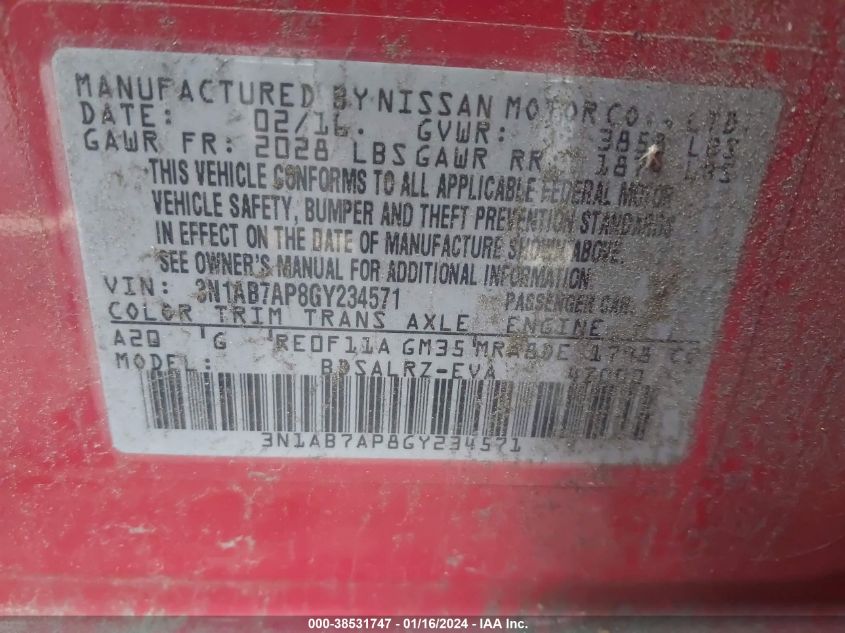 MANUFACTURED BY NISSAN MOTOR CO., LTD.
DATE: 02/16. GVWR: 3858 LBS
GAWR FR: 2028 LBS GAWR RR: 1878 LBS
THIS VEHICLE CONFORMS TO ALL APPLICABLE FEDERAL MOTOR
VEHICLE SAFETY, BUMPER AND THEFT PREVENTION STANDARDS
IN EFFECT ON THE DATE OF MANUFACTURE SHOWN ABOVE.
SEE OWNER'S MANUAL FOR ADDITIONAL INFORMATION.
VIN: 3N1AB7AP8GY234571 PASSENGER CAR
COLOR TRIM TRANS AXLE ENGINE
A20 G RE0F11A GM35 MRA8DE 1798 CC
MODEL: BDSALRZ-EVA
3N1AB7AP8GY234571
000-38531747 - 01/16/2024 - IAA Inc.